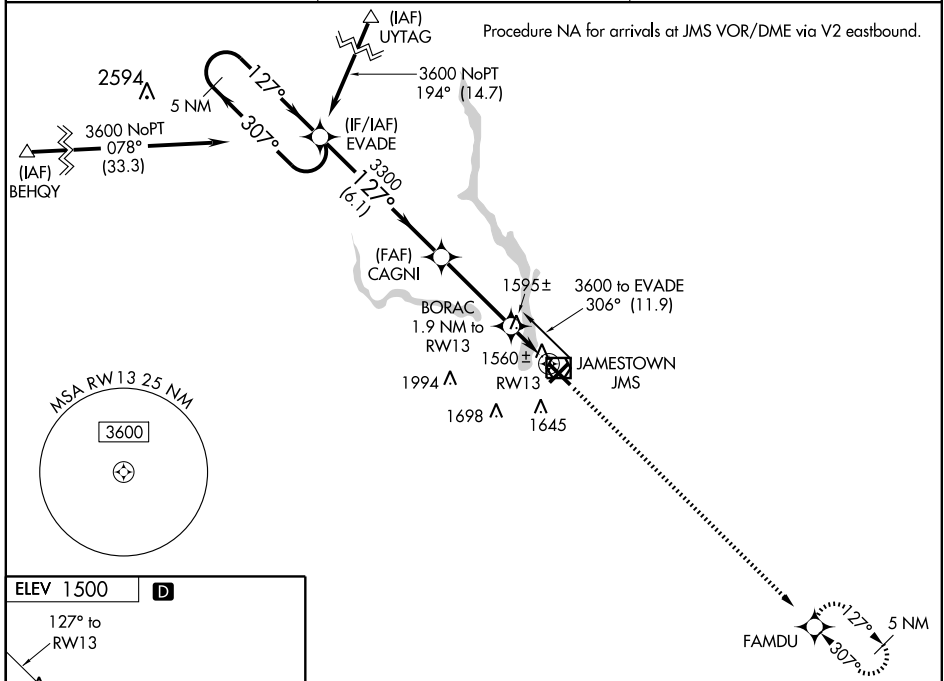 (IAF)
UYTAG
Procedure NA for arrivals at JMS VOR/DME via V2 eastbound.
3600 NoPT
194° (14.7)
2594
5 NM
127°
307°
(IF/IAF)
EVADE
3600 NoPT
078°
(33.3)
(IAF)
BEHQY
3300
127°
(6.1)
(FAF)
CAGNI
1595±
3600 to EVADE
306° (11.9)
BORAC
1.9 NM to
RW13
1560±
JAMESTOWN
JMS
1994
RW13
1698
1645
MSA RW13 25 NM
3600
ELEV 1500
D
127° to
RW13
FAMDU
127°
307°
5 NM